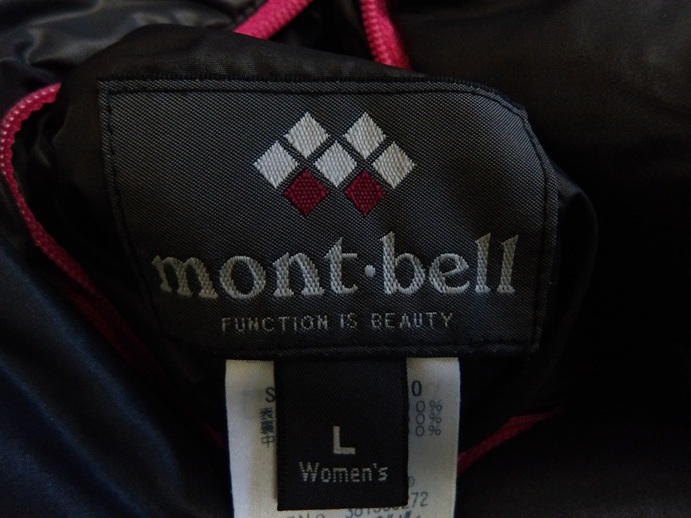 mont·bell
FUNCTION IS BEAUTY
L
Women's